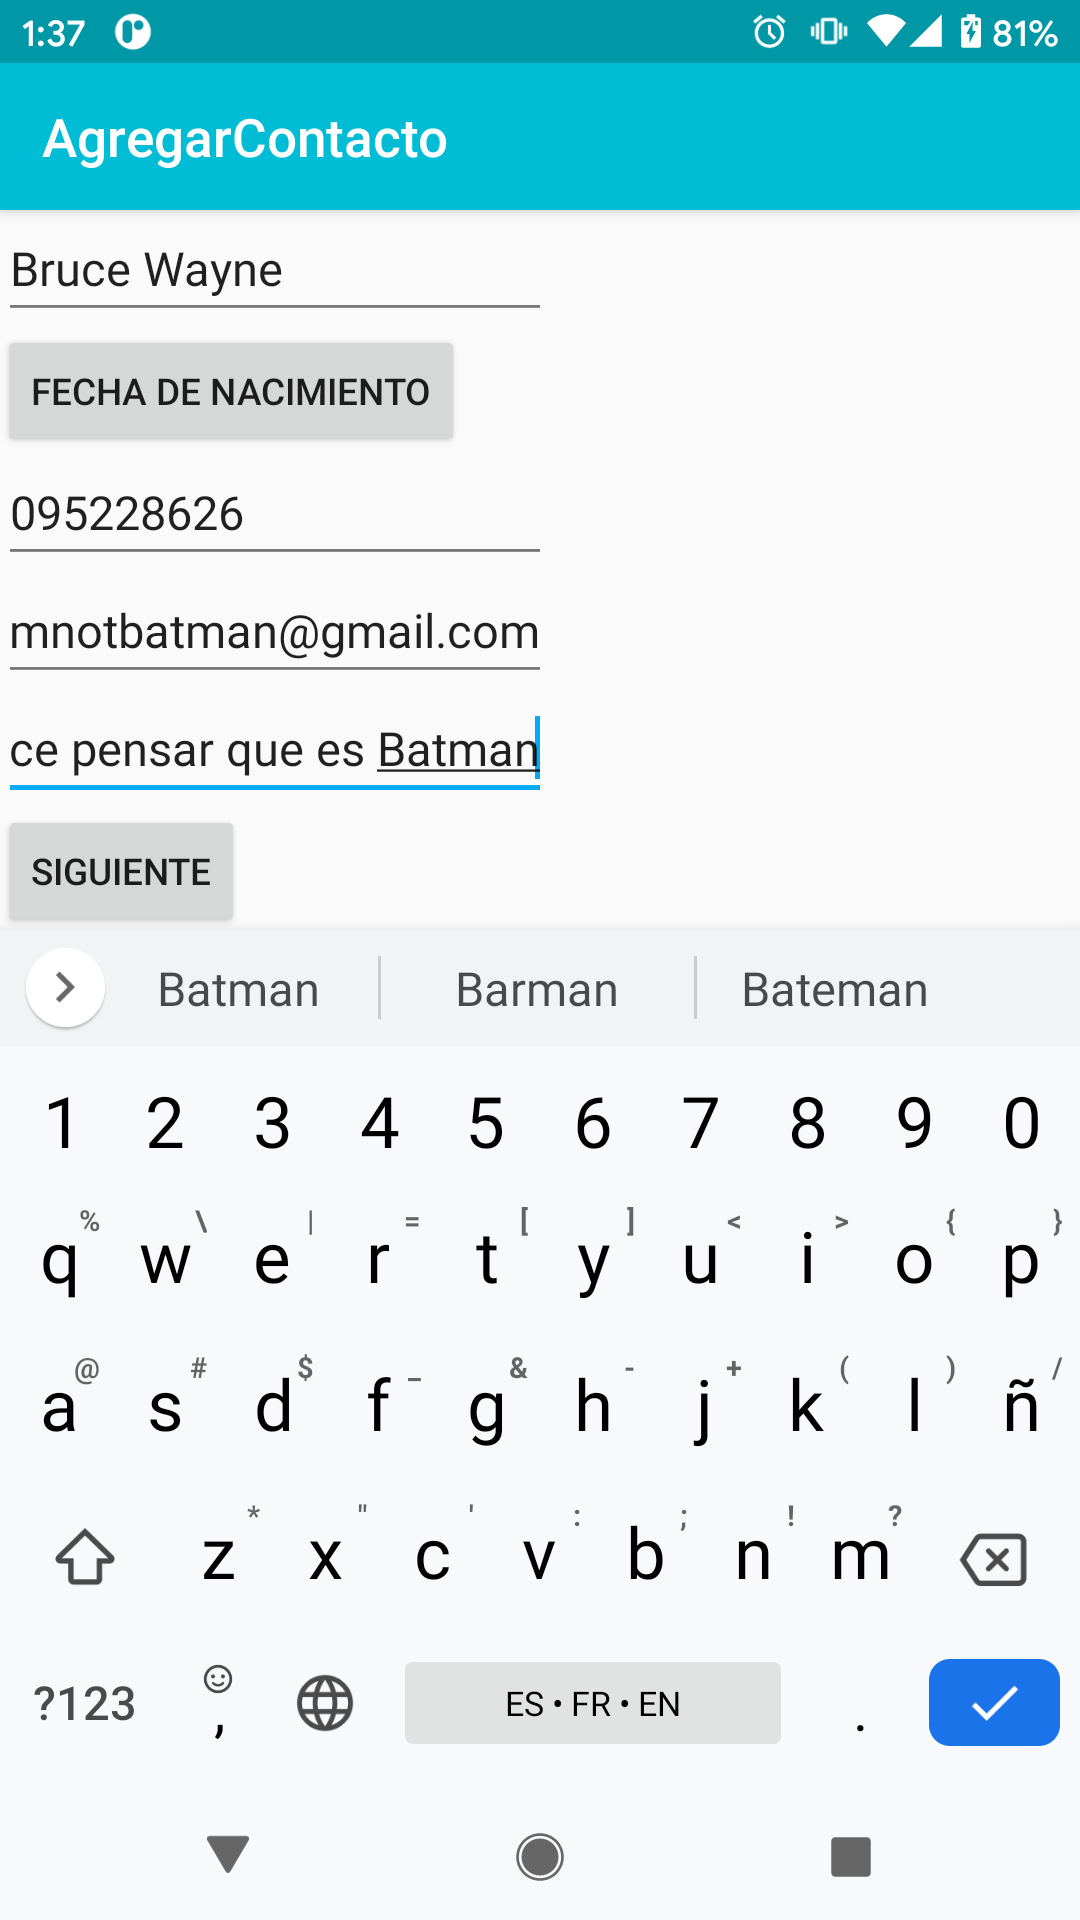 1:37 81%
AgregarContacto
Bruce Wayne
FECHA DE NACIMIENTO
095228626
mnotbatman@gmail.com
ce pensar que es Batman
SIGUIENTE
Batman Barman Bateman
1 2 3 4 5 6 7 8 9 0
% \ | = [ ] < > { }
q w e r t y u i o p
@ # $ _ & - + ( ) /
a s d f g h j k l ñ
* " ' : ; ! ?
z x c v b n m
?123 , ES • FR • EN .